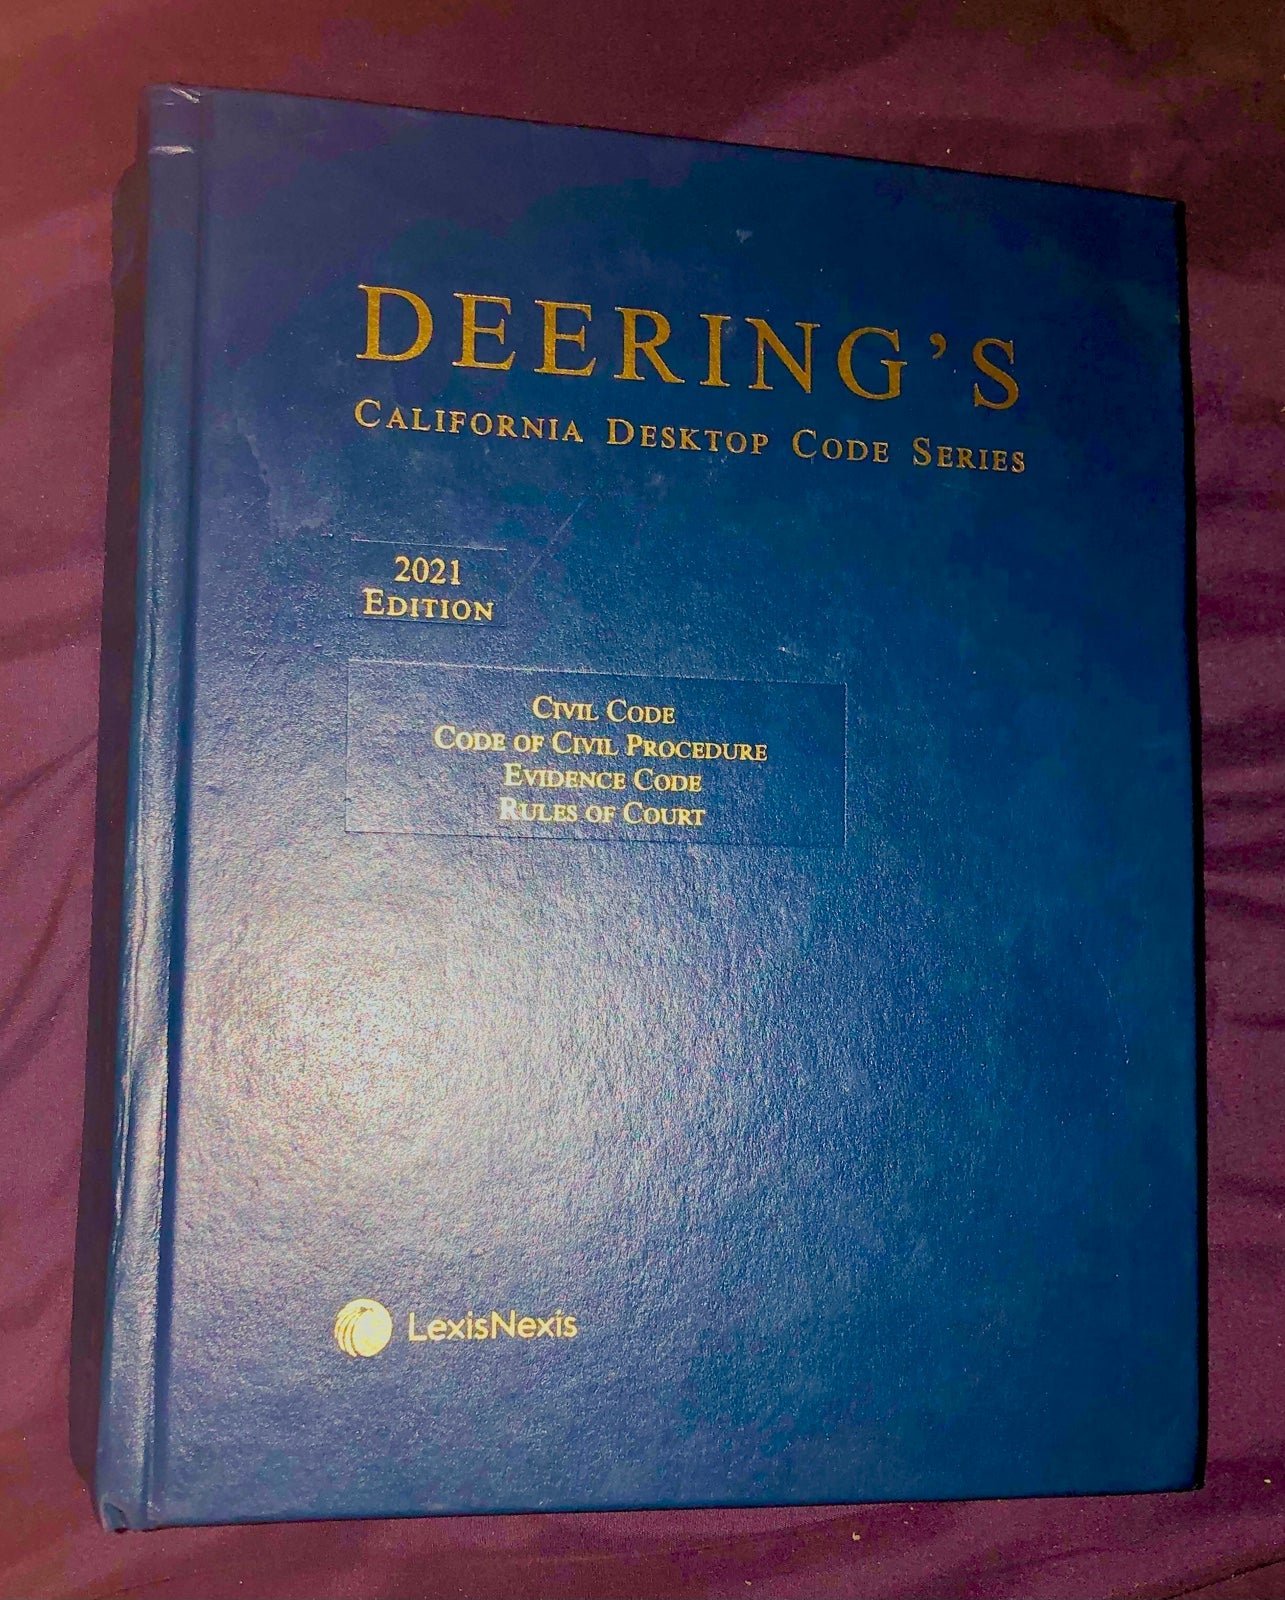 DEERING'S
CALIFORNIA DESKTOP CODE SERIES
2021
EDITION
CIVIL CODE
CODE OF CIVIL PROCEDURE
EVIDENCE CODE
RULES OF COURT
LexisNexis